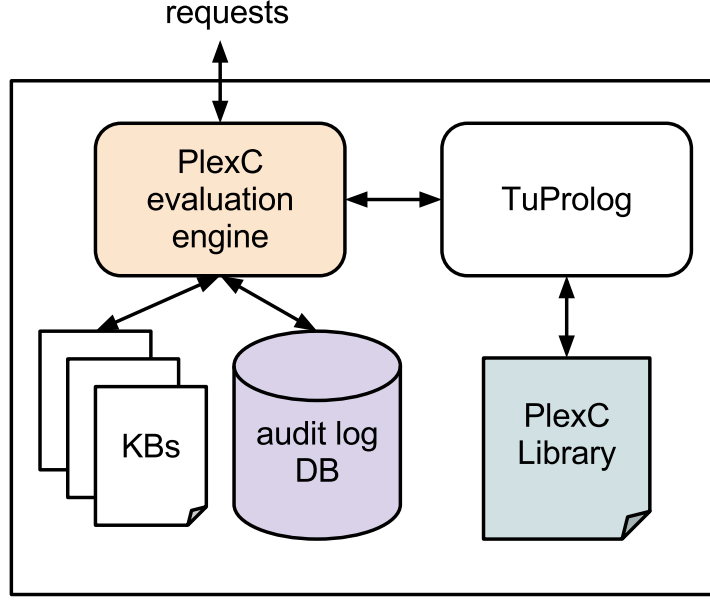 requests
PlexC
evaluation
engine
TuProlog
KBs
audit log
DB
PlexC
Library